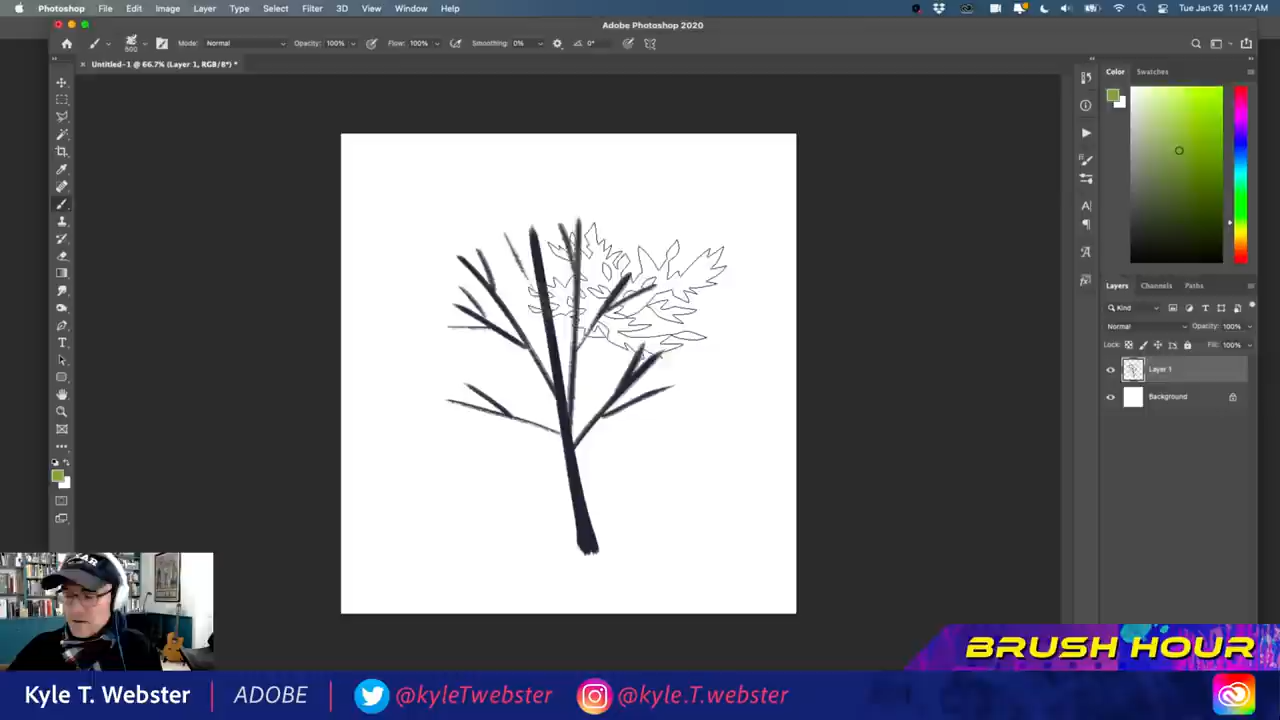 Photoshop File Edit Image Layer Type Select Filter 3D View Window Help Tue Jan 26 11:47 AM
Adobe Photoshop 2020
500 Mode: Normal Opacity: 100% Flow: 100% Smoothing: 0% 0°
Untitled-1 @ 66.7% (Layer 1, RGB/8*) *
Color Swatches
Layers Channels Paths
Kind
Normal Opacity: 100%
Lock: Fill: 100%
Layer 1
Background
BRUSH HOUR
Kyle T. Webster | ADOBE | @kyleTwebster @kyle.T.webster